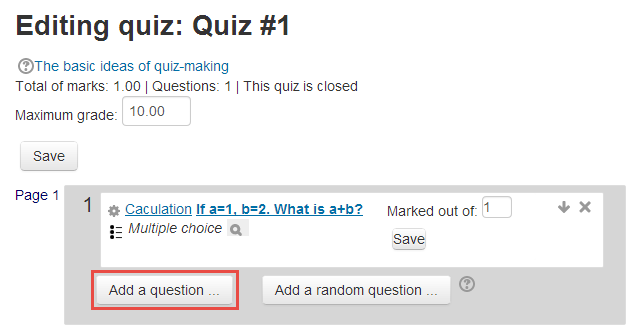 Editing quiz: Quiz #1
The basic ideas of quiz-making
Total of marks: 1.00 | Questions: 1 | This quiz is closed
Maximum grade: 10.00
Save
Page 1
1 Caculation If a=1, b=2. What is a+b? Marked out of: 1
Multiple choice
Save
Add a question ... Add a random question ...